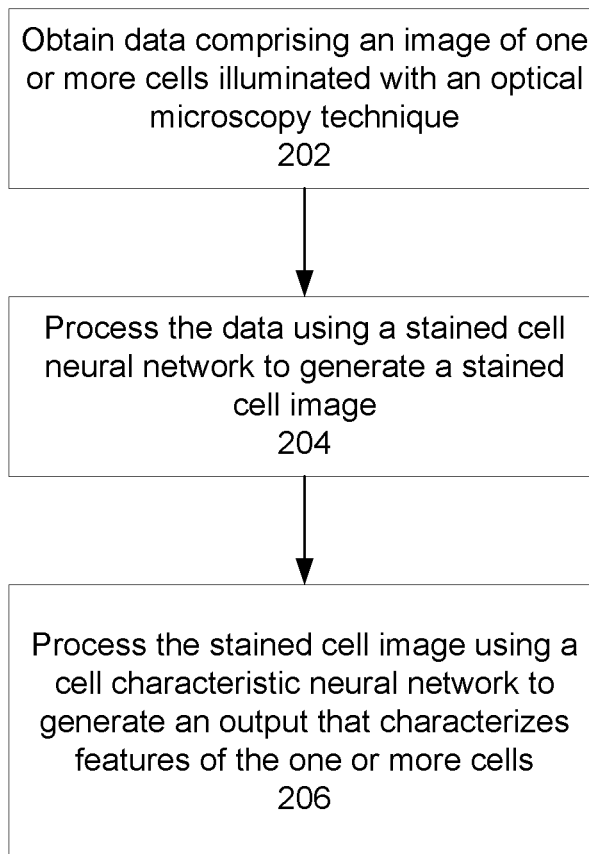 Obtain data comprising an image of one
or more cells illuminated with an optical
microscopy technique
202
Process the data using a stained cell
neural network to generate a stained
cell image
204
Process the stained cell image using a
cell characteristic neural network to
generate an output that characterizes
features of the one or more cells
206